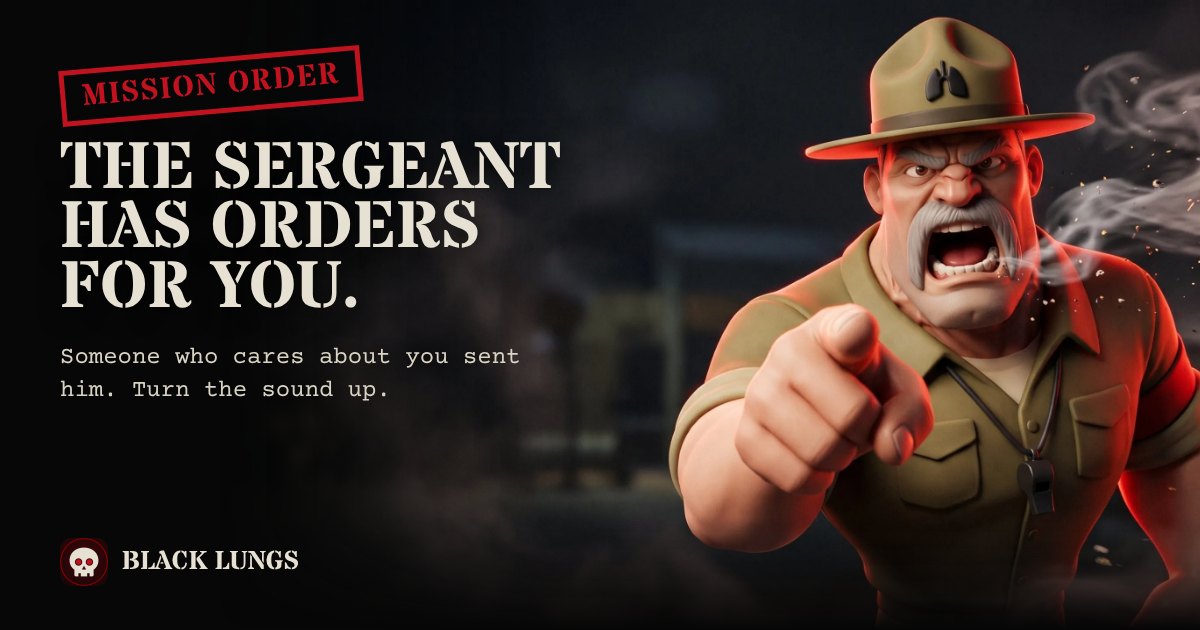 MISSION ORDER
THE SERGEANT
HAS ORDERS
FOR YOU.
Someone who cares about you sent
him. Turn the sound up.
BLACK LUNGS